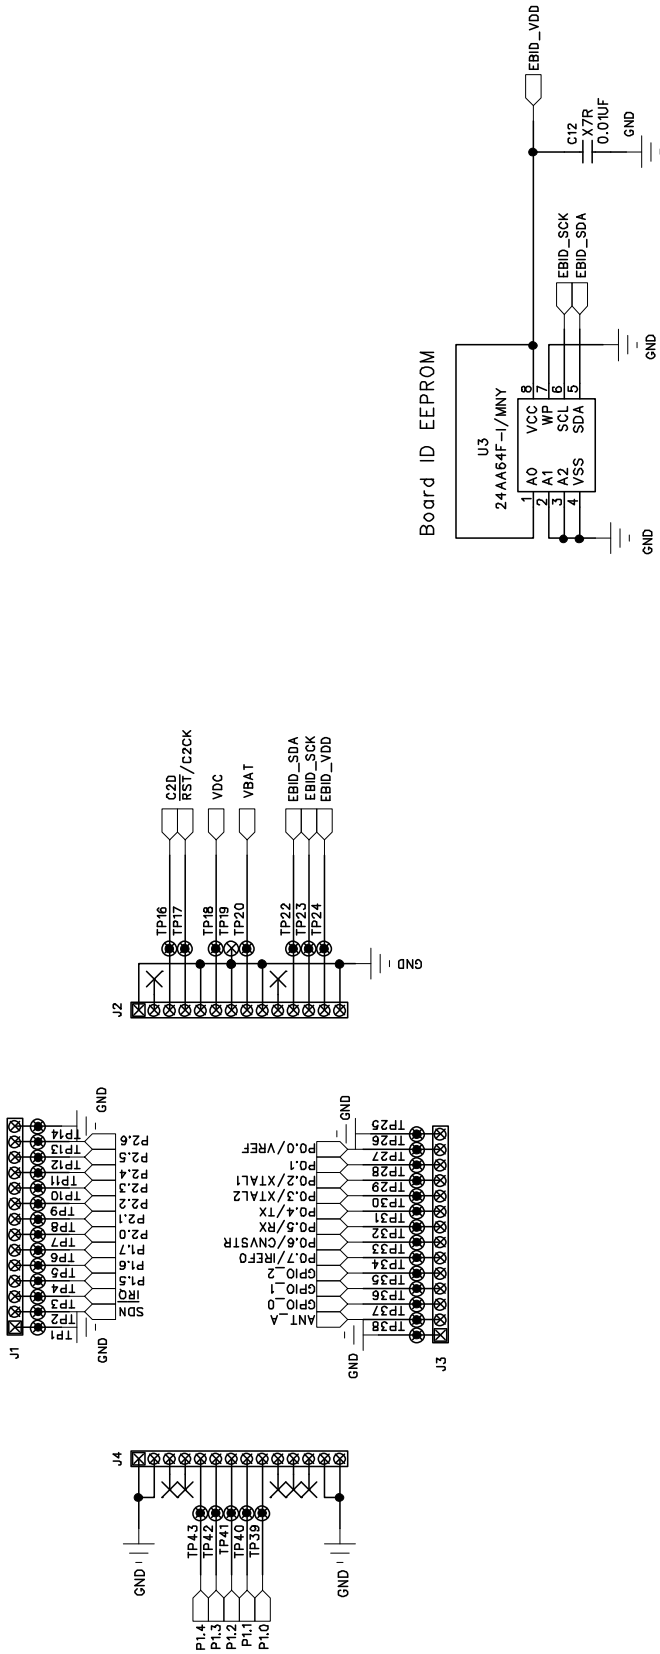 EBID_VDD
C12
X7R
0.01UF
GND
EBID_SCK
EBID_SDA
GND
Board ID EEPROM
U3
24AA64F-I/MNY
8 VCC
7 WP
6 SCL
5 SDA
1 A0
2 A1
3 A2
4 VSS
GND
C2D
RST/C2CK
VDC
VBAT
EBID_SDA
EBID_SCK
EBID_VDD
TP16
TP17
TP18
TP19
TP20
TP22
TP23
TP24
GND
J2
GND
TP14
TP13
TP12
TP11
TP10
TP9
TP8
TP7
TP6
TP5
TP4
TP3
TP2
TP1
P2.6
P2.5
P2.4
P2.3
P2.2
P2.1
P2.0
P1.7
P1.6
P1.5
IRQ
SDN
GND
J1
GND
P0.0/VREF
P0.1
P0.2/XTAL1
P0.3/XTAL2
P0.4/TX
P0.5/RX
P0.6/CNVSTR
P0.7/IREF0
GPIO_2
GPIO_1
GPIO_0
ANT_A
TP25
TP26
TP27
TP28
TP29
TP30
TP31
TP32
TP33
TP34
TP35
TP36
TP37
TP38
GND
J3
J4
TP43
TP42
TP41
TP40
TP39
GND
GND
P1.4
P1.3
P1.2
P1.1
P1.0